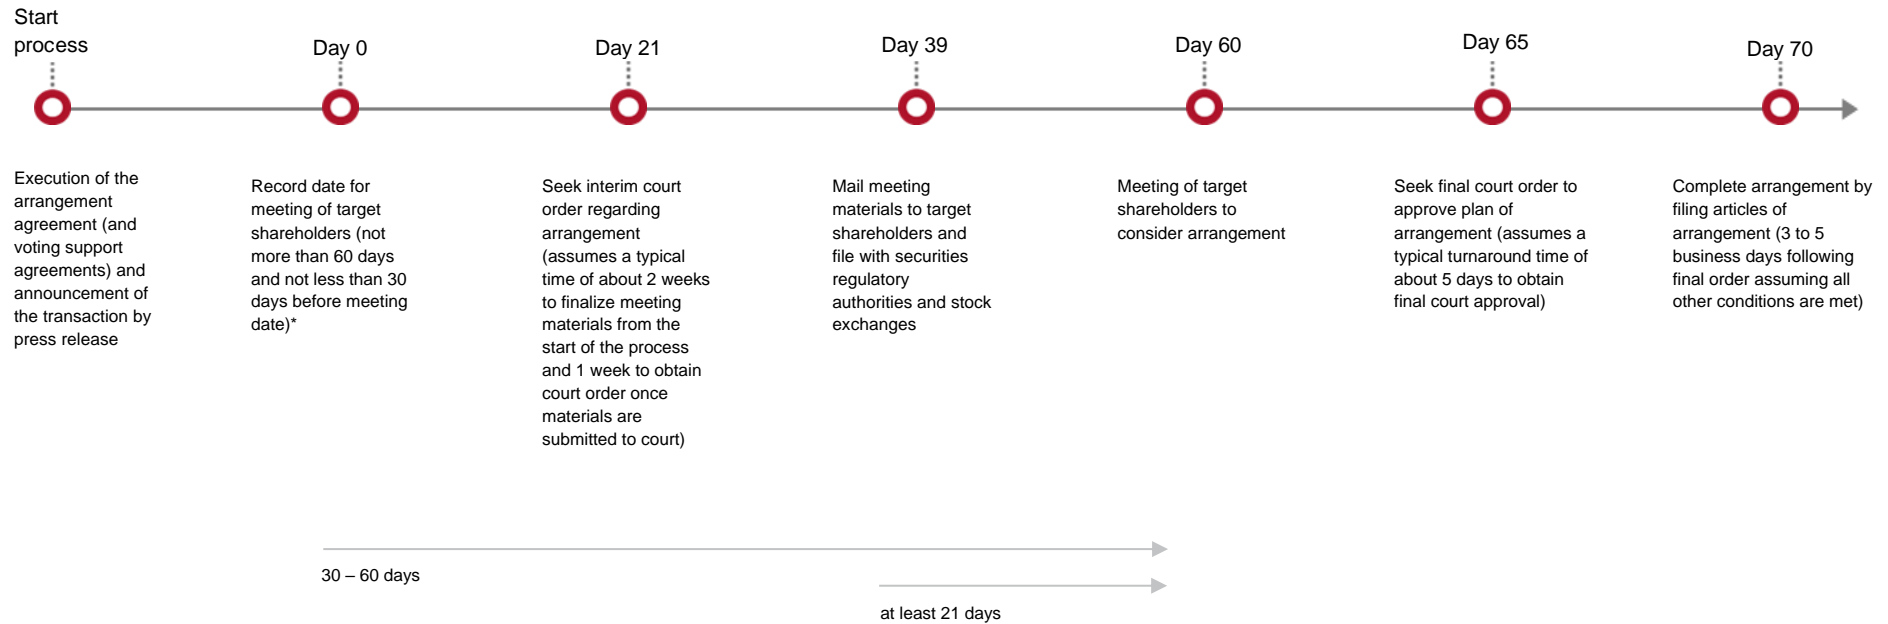 Start
process
Day 0
Day 21
Day 39
Day 60
Day 65
Day 70
Execution of the
arrangement
agreement (and
voting support
agreements) and
announcement of
the transaction by
press release
Record date for
meeting of target
shareholders (not
more than 60 days
and not less than 30
days before meeting
date)*
Seek interim court
order regarding
arrangement
(assumes a typical
time of about 2 weeks
to finalize meeting
materials from the
start of the process
and 1 week to obtain
court order once
materials are
submitted to court)
Mail meeting
materials to target
shareholders and
file with securities
regulatory
authorities and stock
exchanges
Meeting of target
shareholders to
consider arrangement
Seek final court order to
approve plan of
arrangement (assumes a
typical turnaround time of
about 5 days to obtain
final court approval)
Complete arrangement by
filing articles of
arrangement (3 to 5
business days following
final order assuming all
other conditions are met)
30 – 60 days
at least 21 days